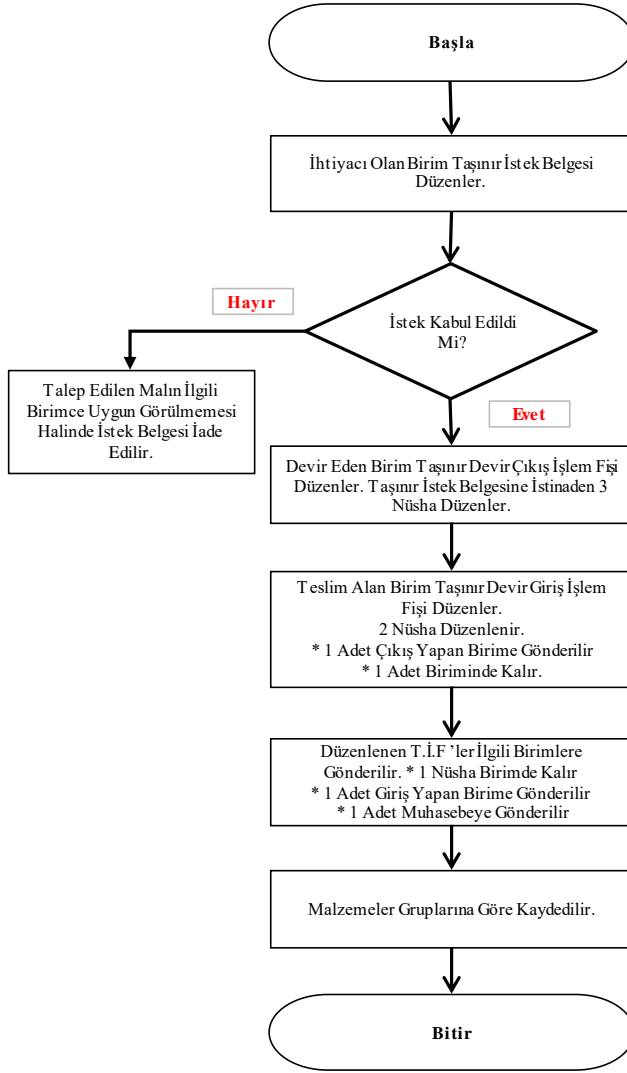 Başla
İhtiyacı Olan Birim Taşınır İstek Belgesi
Düzenler.
Hayır
İstek Kabul Edildi
Mi?
Talep Edilen Malın İlgili
Birimce Uygun Görülmemesi
Halinde İstek Belgesi İade
Edilir.
Evet
Devir Eden Birim Taşınır Devir Çıkış İşlem Fişi
Düzenler. Taşınır İstek Belgesine İstinaden 3
Nüsha Düzenler.
Teslim Alan Birim Taşınır Devir Giriş İşlem
Fişi Düzenler.
2 Nüsha Düzenlenir.
* 1 Adet Çıkış Yapan Birime Gönderilir
* 1 Adet Biriminde Kalır.
Düzenlenen T.İ.F ’ler İlgili Birimlere
Gönderilir. * 1 Nüsha Birimde Kalır
* 1 Adet Giriş Yapan Birime Gönderilir
* 1 Adet Muhasebeye Gönderilir
Malzemeler Gruplarına Göre Kaydedilir.
Bitir